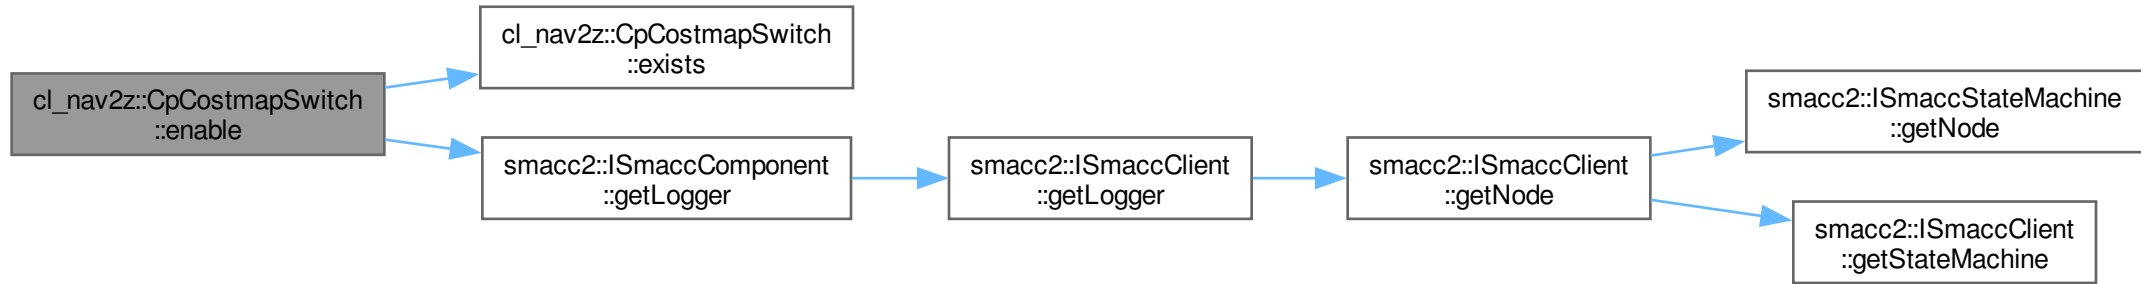 cl_nav2z::CpCostmapSwitch
::enable
cl_nav2z::CpCostmapSwitch
::exists
smacc2::ISmaccComponent
::getLogger
smacc2::ISmaccClient
::getLogger
smacc2::ISmaccClient
::getNode
smacc2::ISmaccStateMachine
::getNode
smacc2::ISmaccClient
::getStateMachine